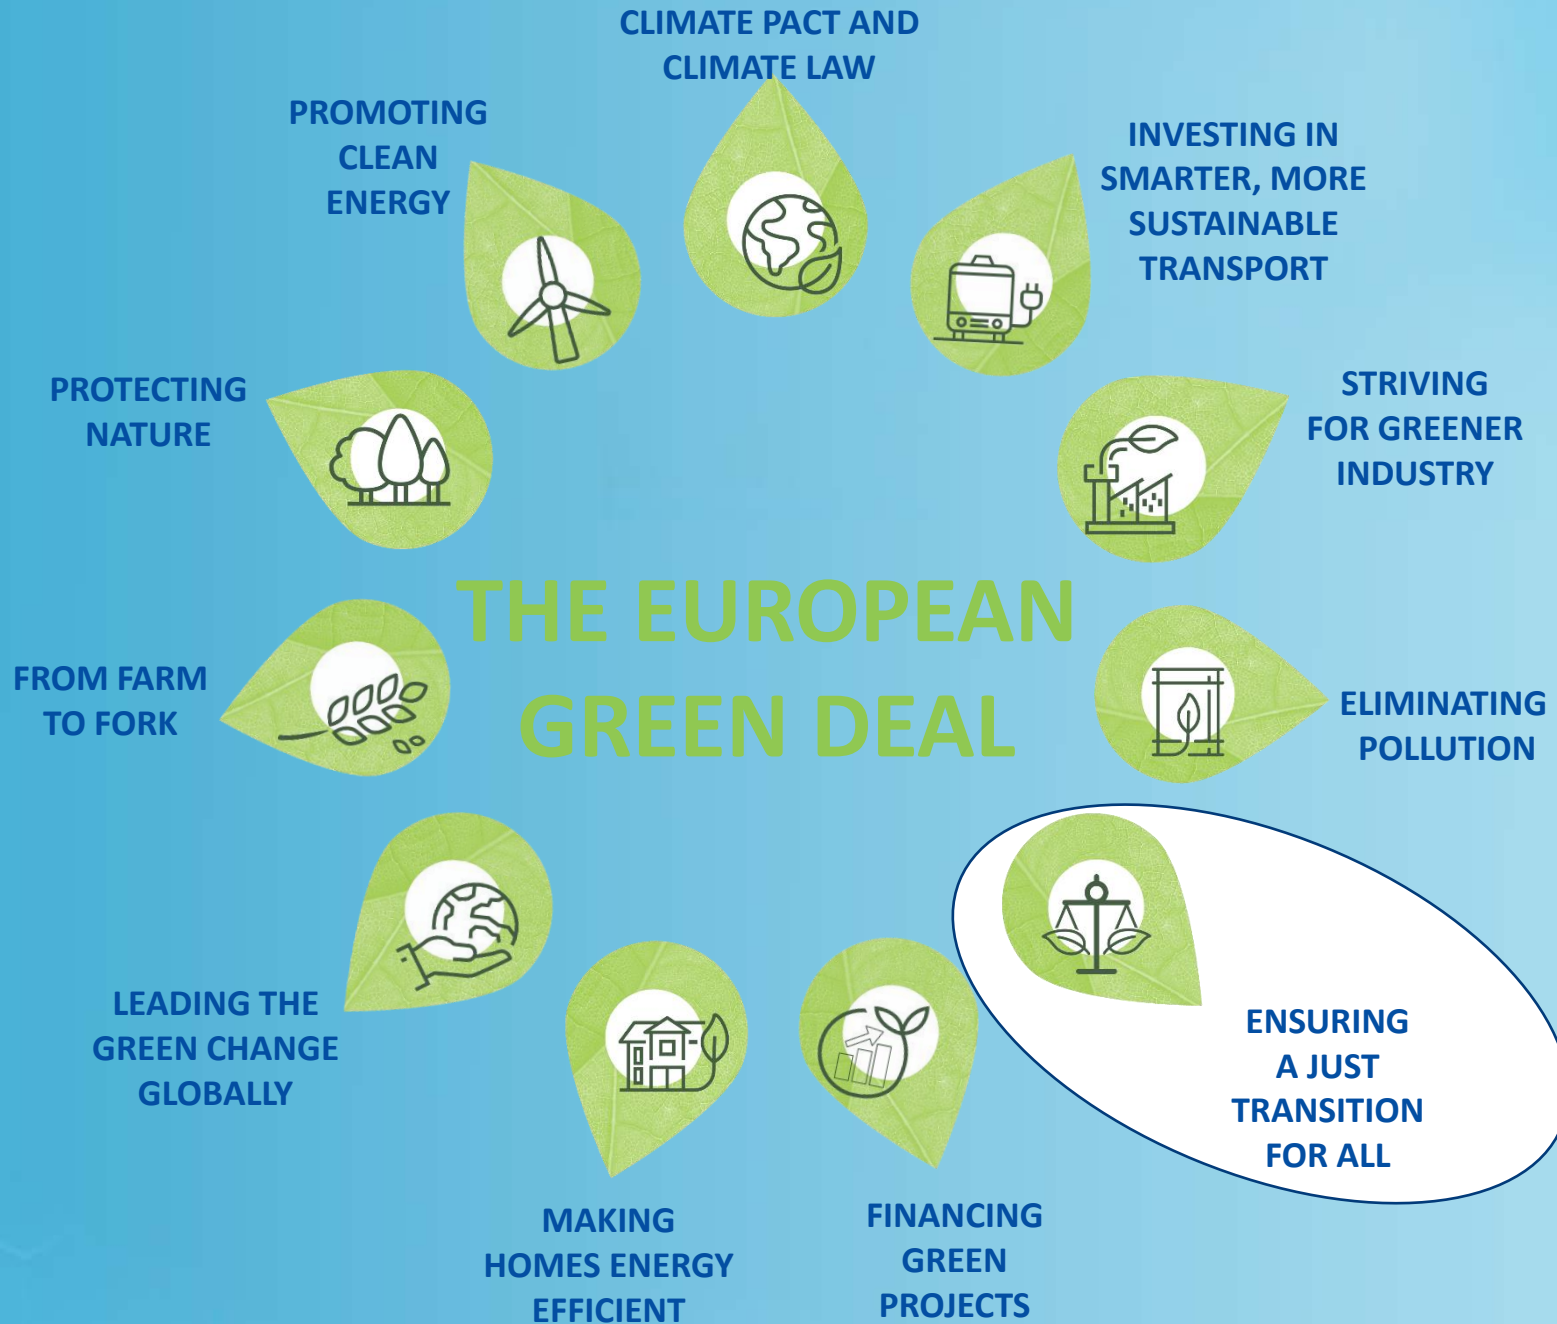 CLIMATE PACT AND
CLIMATE LAW
PROMOTING
CLEAN
ENERGY
INVESTING IN
SMARTER, MORE
SUSTAINABLE
TRANSPORT
PROTECTING
NATURE
STRIVING
FOR GREENER
INDUSTRY
THE EUROPEAN
GREEN DEAL
FROM FARM
TO FORK
ELIMINATING
POLLUTION
LEADING THE
GREEN CHANGE
GLOBALLY
ENSURING
A JUST
TRANSITION
FOR ALL
MAKING
HOMES ENERGY
EFFICIENT
FINANCING
GREEN
PROJECTS